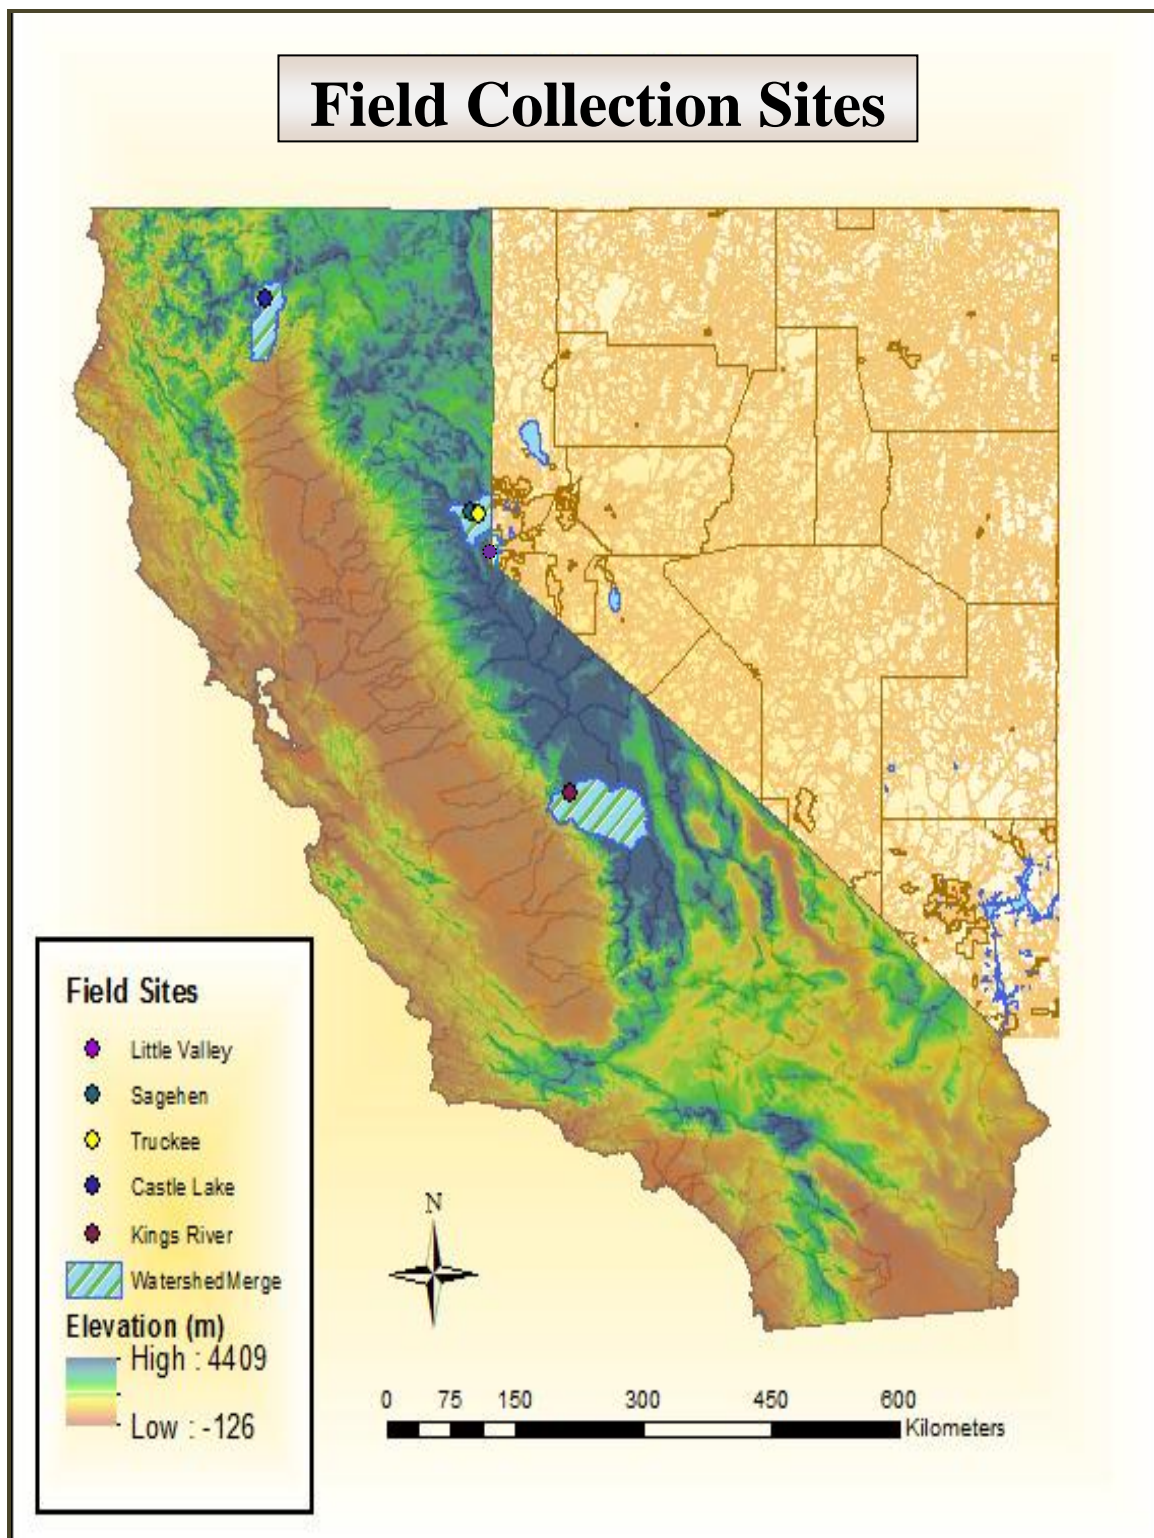 Field Collection Sites
Field Sites
Little Valley
Sagehen
Truckee
Castle Lake
Kings River
WatershedMerge
Elevation (m)
High : 4409
Low : -126
N
0 75 150 300 450 600
Kilometers